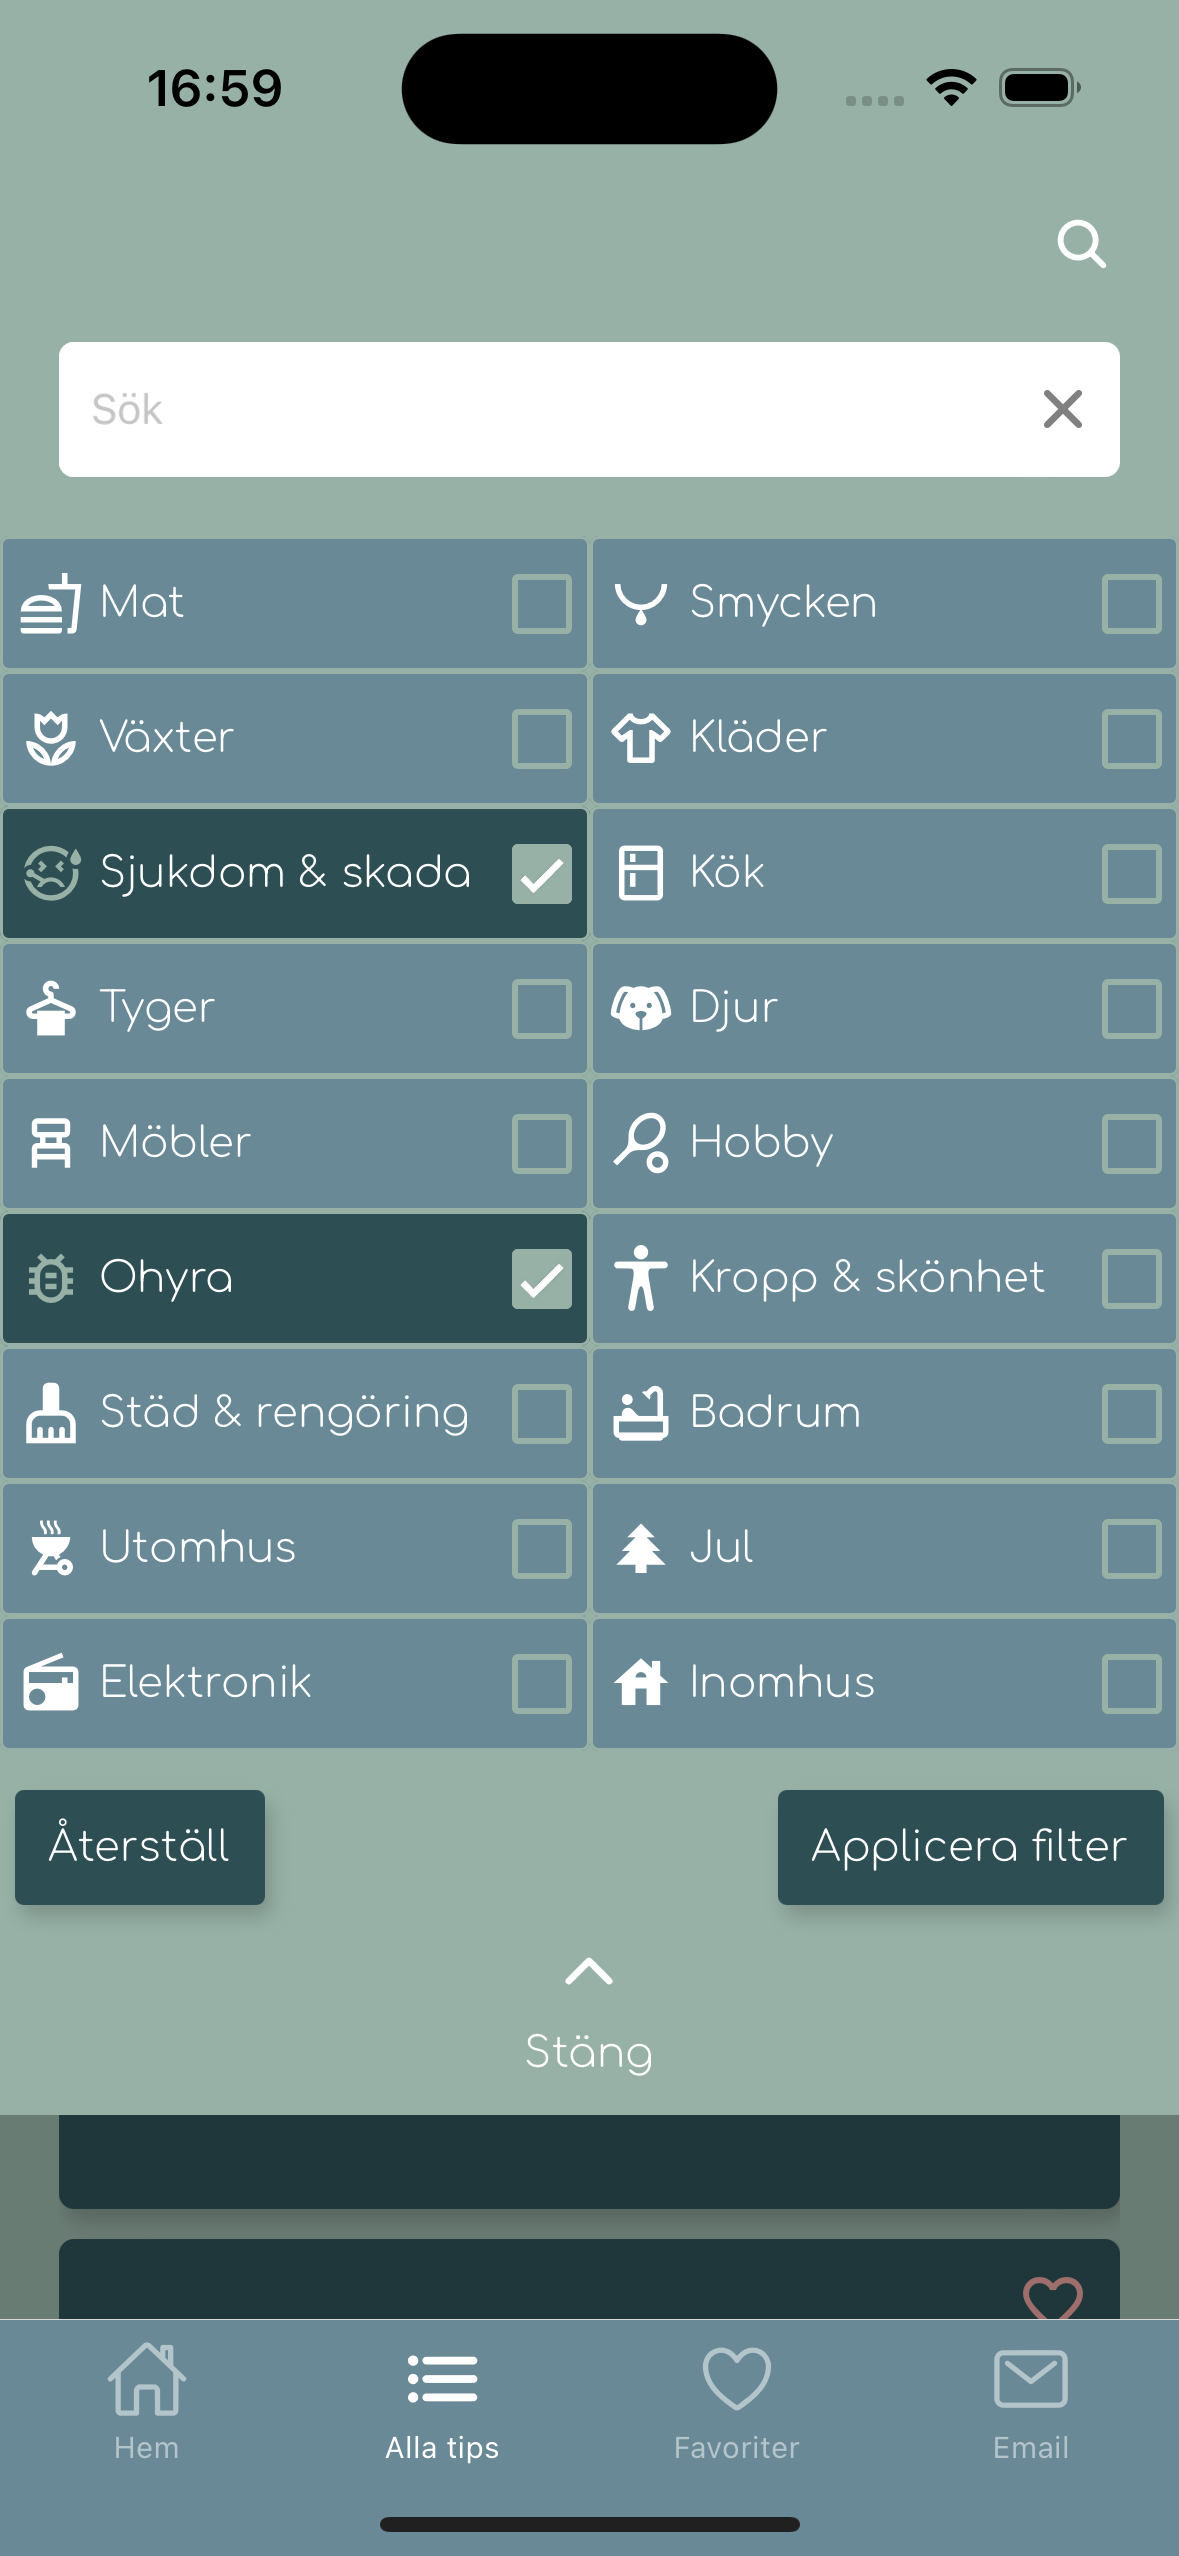 16:59
Sök
Mat
Smycken
Växter
Kläder
Sjukdom & skada
Kök
Tyger
Djur
Möbler
Hobby
Ohyra
Kropp & skönhet
Städ & rengöring
Badrum
Utomhus
Jul
Elektronik
Inomhus
Återställ
Applicera filter
Stäng
Hem
Alla tips
Favoriter
Email